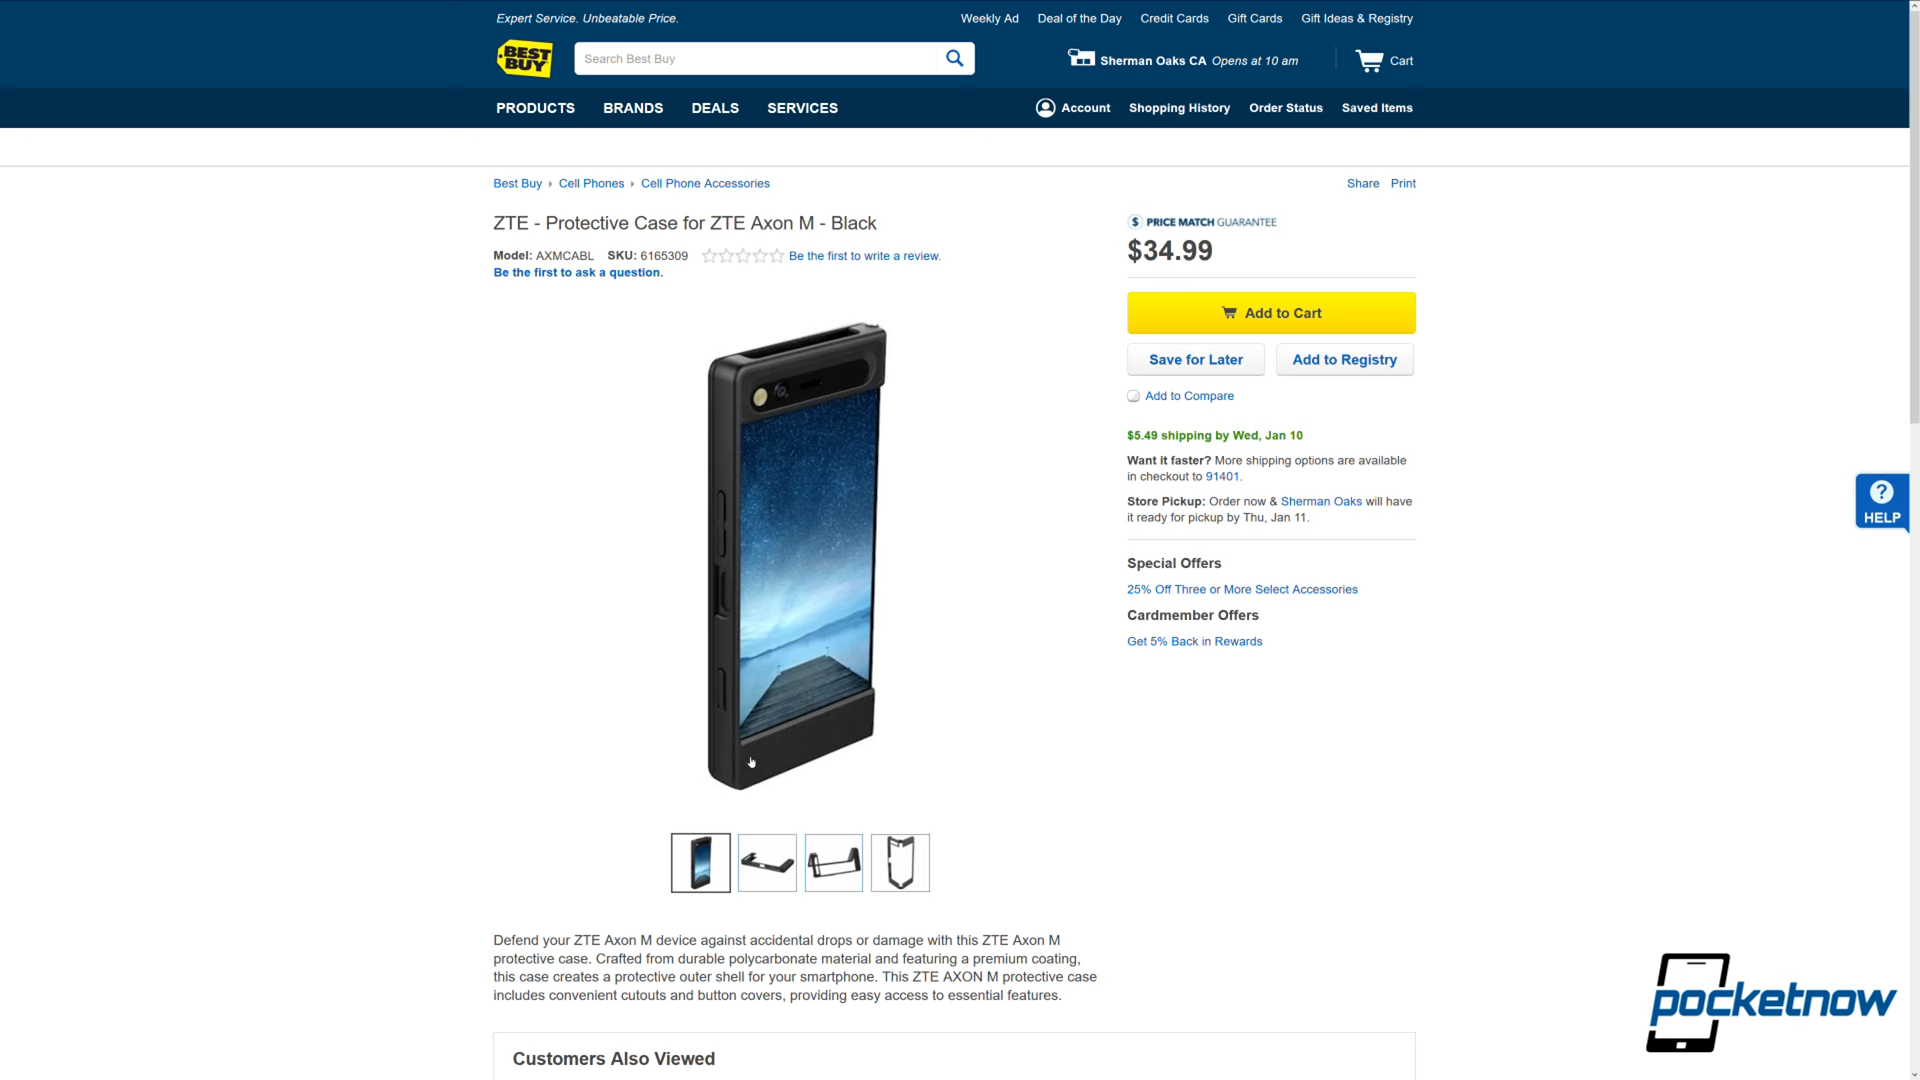 Expert Service. Unbeatable Price.
Weekly Ad Deal of the Day Credit Cards Gift Cards Gift Ideas & Registry
BEST BUY
Search Best Buy
Sherman Oaks CA Opens at 10 am
Cart
PRODUCTS BRANDS DEALS SERVICES
Account Shopping History Order Status Saved Items
Best Buy Cell Phones Cell Phone Accessories
Share Print
ZTE - Protective Case for ZTE Axon M - Black
Model: AXMCABL SKU: 6165309 Be the first to write a review.
Be the first to ask a question.
$ PRICE MATCH GUARANTEE
$34.99
Add to Cart
Save for Later Add to Registry
Add to Compare
$5.49 shipping by Wed, Jan 10
Want it faster? More shipping options are available
in checkout to 91401.
Store Pickup: Order now & Sherman Oaks will have
it ready for pickup by Thu, Jan 11.
Special Offers
25% Off Three or More Select Accessories
Cardmember Offers
Get 5% Back in Rewards
?
HELP
Defend your ZTE Axon M device against accidental drops or damage with this ZTE Axon M
protective case. Crafted from durable polycarbonate material and featuring a premium coating,
this case creates a protective outer shell for your smartphone. This ZTE AXON M protective case
includes convenient cutouts and button covers, providing easy access to essential features.
Customers Also Viewed
pocketnow